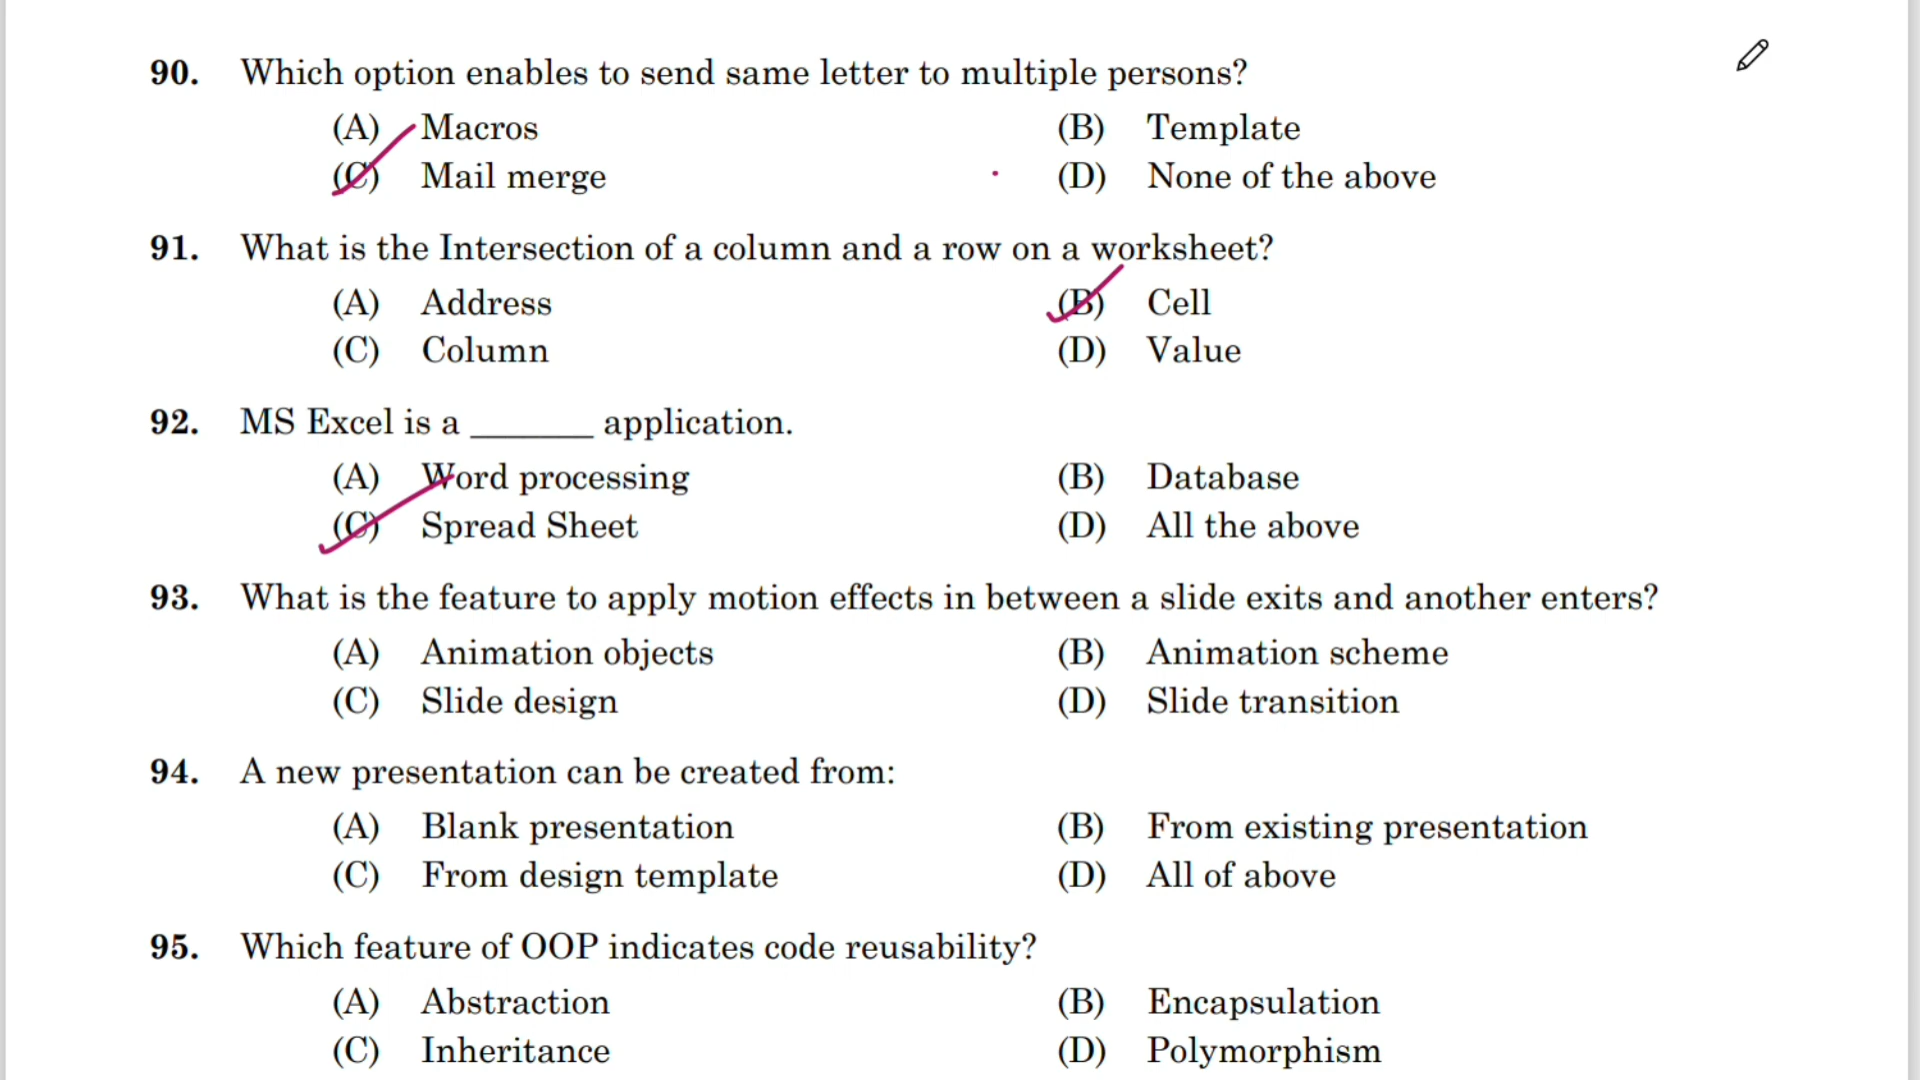 90. Which option enables to send same letter to multiple persons?
(A) Macros (B) Template
(C) Mail merge (D) None of the above
91. What is the Intersection of a column and a row on a worksheet?
(A) Address (B) Cell
(C) Column (D) Value
92. MS Excel is a _______ application.
(A) Word processing (B) Database
(C) Spread Sheet (D) All the above
93. What is the feature to apply motion effects in between a slide exits and another enters?
(A) Animation objects (B) Animation scheme
(C) Slide design (D) Slide transition
94. A new presentation can be created from:
(A) Blank presentation (B) From existing presentation
(C) From design template (D) All of above
95. Which feature of OOP indicates code reusability?
(A) Abstraction (B) Encapsulation
(C) Inheritance (D) Polymorphism